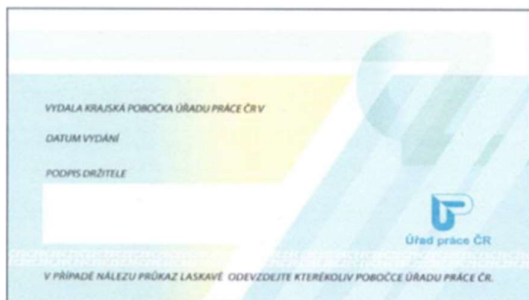 VYDALA KRAJSKÁ POBOČKA ÚŘADU PRÁCE ČR V
DATUM VYDÁNÍ
PODPIS DRŽITELE
Úřad práce ČR
V PŘÍPADĚ NÁLEZU PRŮKAZ LASKAVĚ ODEVZDEJTE KTERÉKOLIV POBOČCE ÚŘADU PRÁCE ČR.